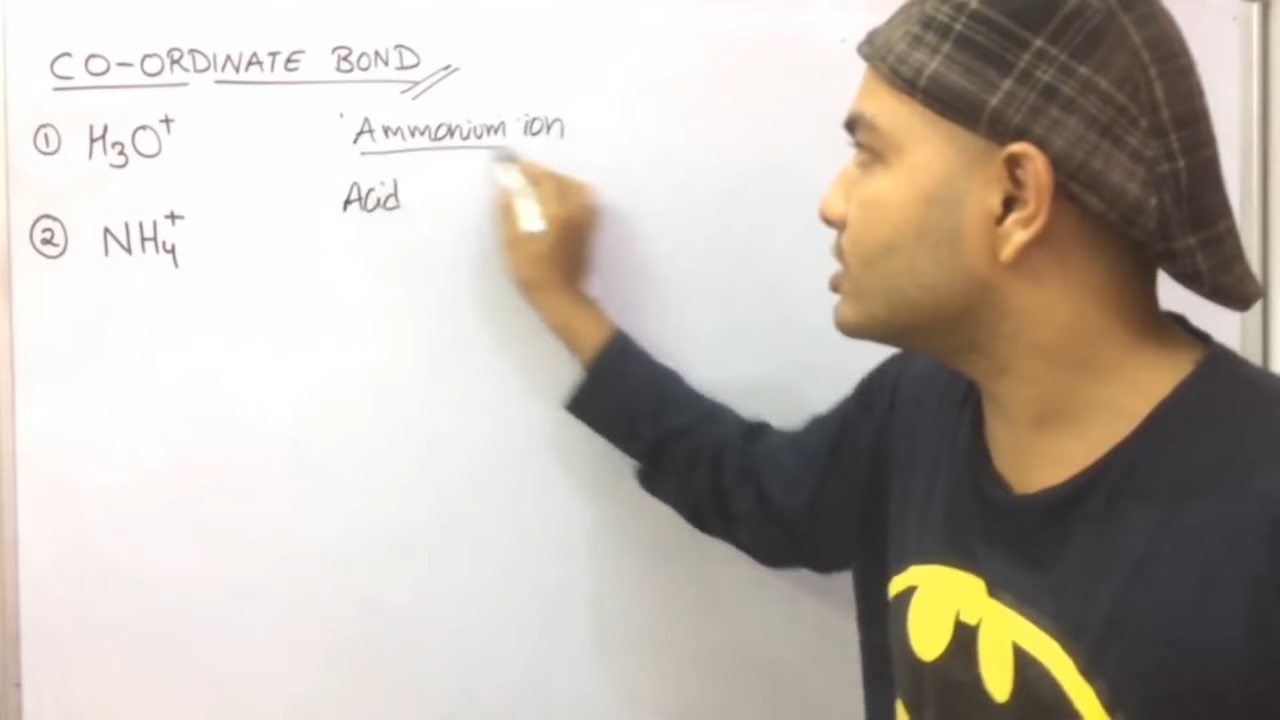 CO-ORDINATE BOND
① H₃O⁺
Ammonium ion
Acid
② NH₄⁺